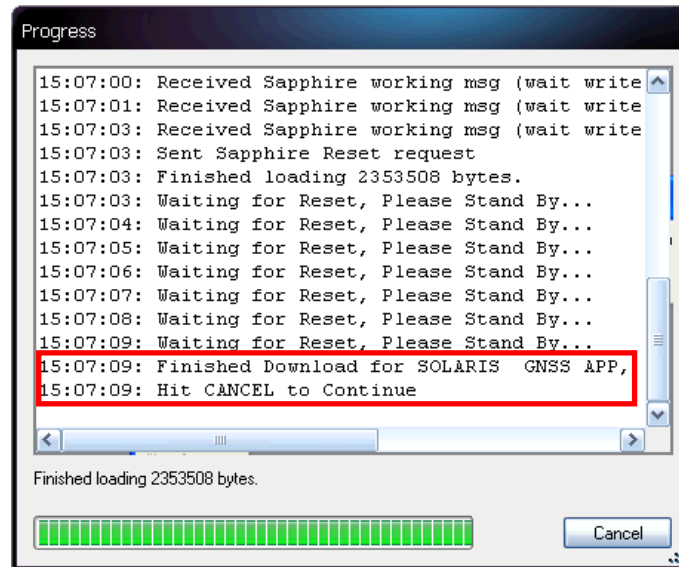 Progress
15:07:00: Received Sapphire working msg (wait write
15:07:01: Received Sapphire working msg (wait write
15:07:03: Received Sapphire working msg (wait write
15:07:03: Sent Sapphire Reset request
15:07:03: Finished loading 2353508 bytes.
15:07:03: Waiting for Reset, Please Stand By...
15:07:04: Waiting for Reset, Please Stand By...
15:07:05: Waiting for Reset, Please Stand By...
15:07:06: Waiting for Reset, Please Stand By...
15:07:07: Waiting for Reset, Please Stand By...
15:07:08: Waiting for Reset, Please Stand By...
15:07:09: Waiting for Reset, Please Stand By...
15:07:09: Finished Download for SOLARIS  GNSS APP,
15:07:09: Hit CANCEL to Continue
Finished loading 2353508 bytes.
Cancel